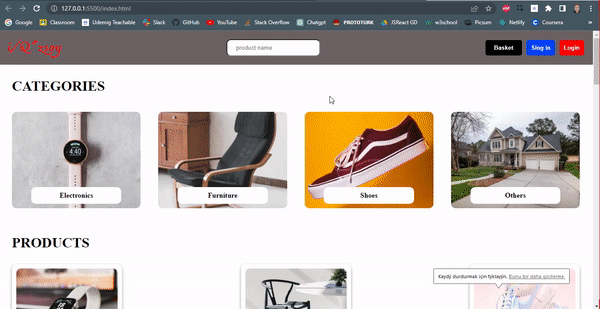 127.0.0.1:5500/index.html
Classroom Udemig Teachable Slack GitHub YouTube Stack Overflow Chatgpt PROTOTURK JSReact GD w3school Picsum Netlify Coursera
product name Basket Sing in Login
CATEGORIES
Electronics Furniture Shoes Others
PRODUCTS
Kaydı durdurmak için tıklayın. Bunu bir daha gösterme.